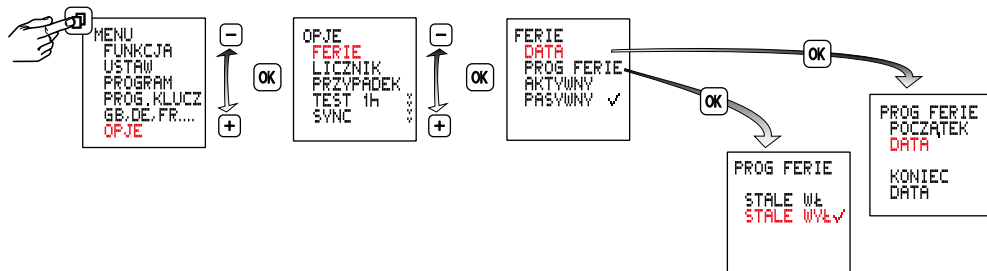 MENU
FUNKCJA
USTAW
PROGRAM
PROG.KLUCZ
GB,DE,FR....
OPJE
−
+
OK
OPJE
FERIE
LICZNIK
PRZYPADEK
TEST 1h
SYNC
−
+
OK
FERIE
DATA
PROG FERIE
AKTYWNY
PASYWNY ✓
OK
OK
PROG FERIE
STALE WŁ
STALE WYŁ✓
PROG FERIE
POCZĄTEK
DATA
KONIEC
DATA